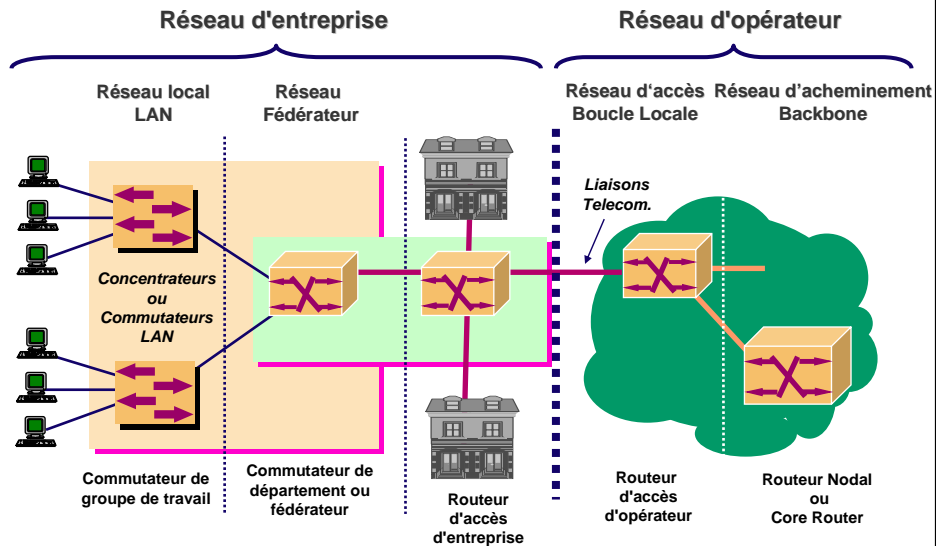 Réseau d'entreprise
Réseau d'opérateur
Réseau local
LAN
Réseau
Fédérateur
Réseau d'accès
Boucle Locale
Réseau d'acheminement
Backbone
Liaisons
Telecom.
Concentrateurs
ou
Commutateurs
LAN
Commutateur de
groupe de travail
Commutateur de
département ou
fédérateur
Routeur
d'accès
d'entreprise
Routeur
d'accès
d'opérateur
Routeur Nodal
ou
Core Router